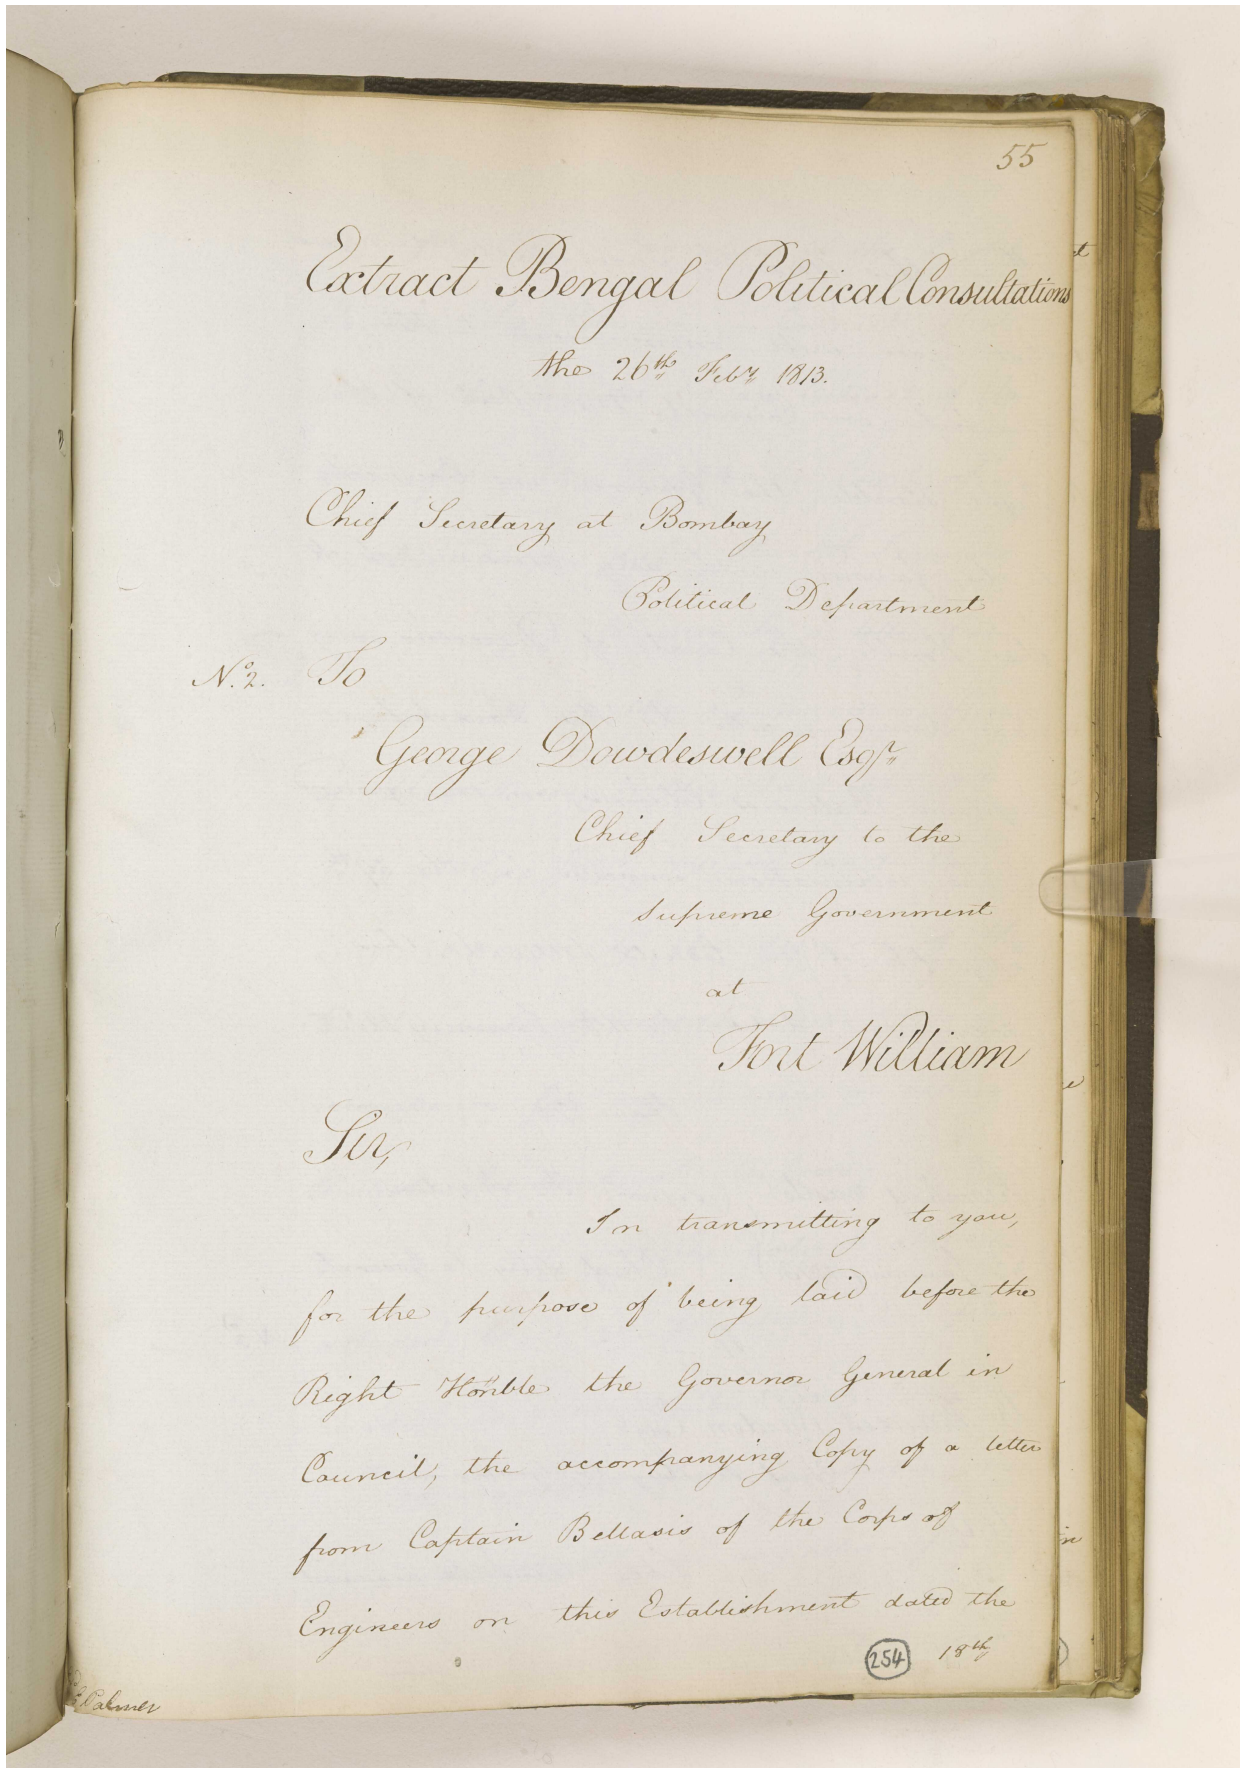 55
Extract Bengal Political Consultations
the 26th Feby 1813.
Chief Secretary at Bombay
Political Department
No. 2. To
George Dowdeswell Esqr
Chief Secretary to the
Supreme Government
at
Fort William
Sir,
In transmitting to you,
for the purpose of being laid before the
Right Honble the Governor General in
Council, the accompanying Copy of a letter
from Captain Bellasis of the Corps of
Engineers on this Establishment dated the
254 18th
Palmer